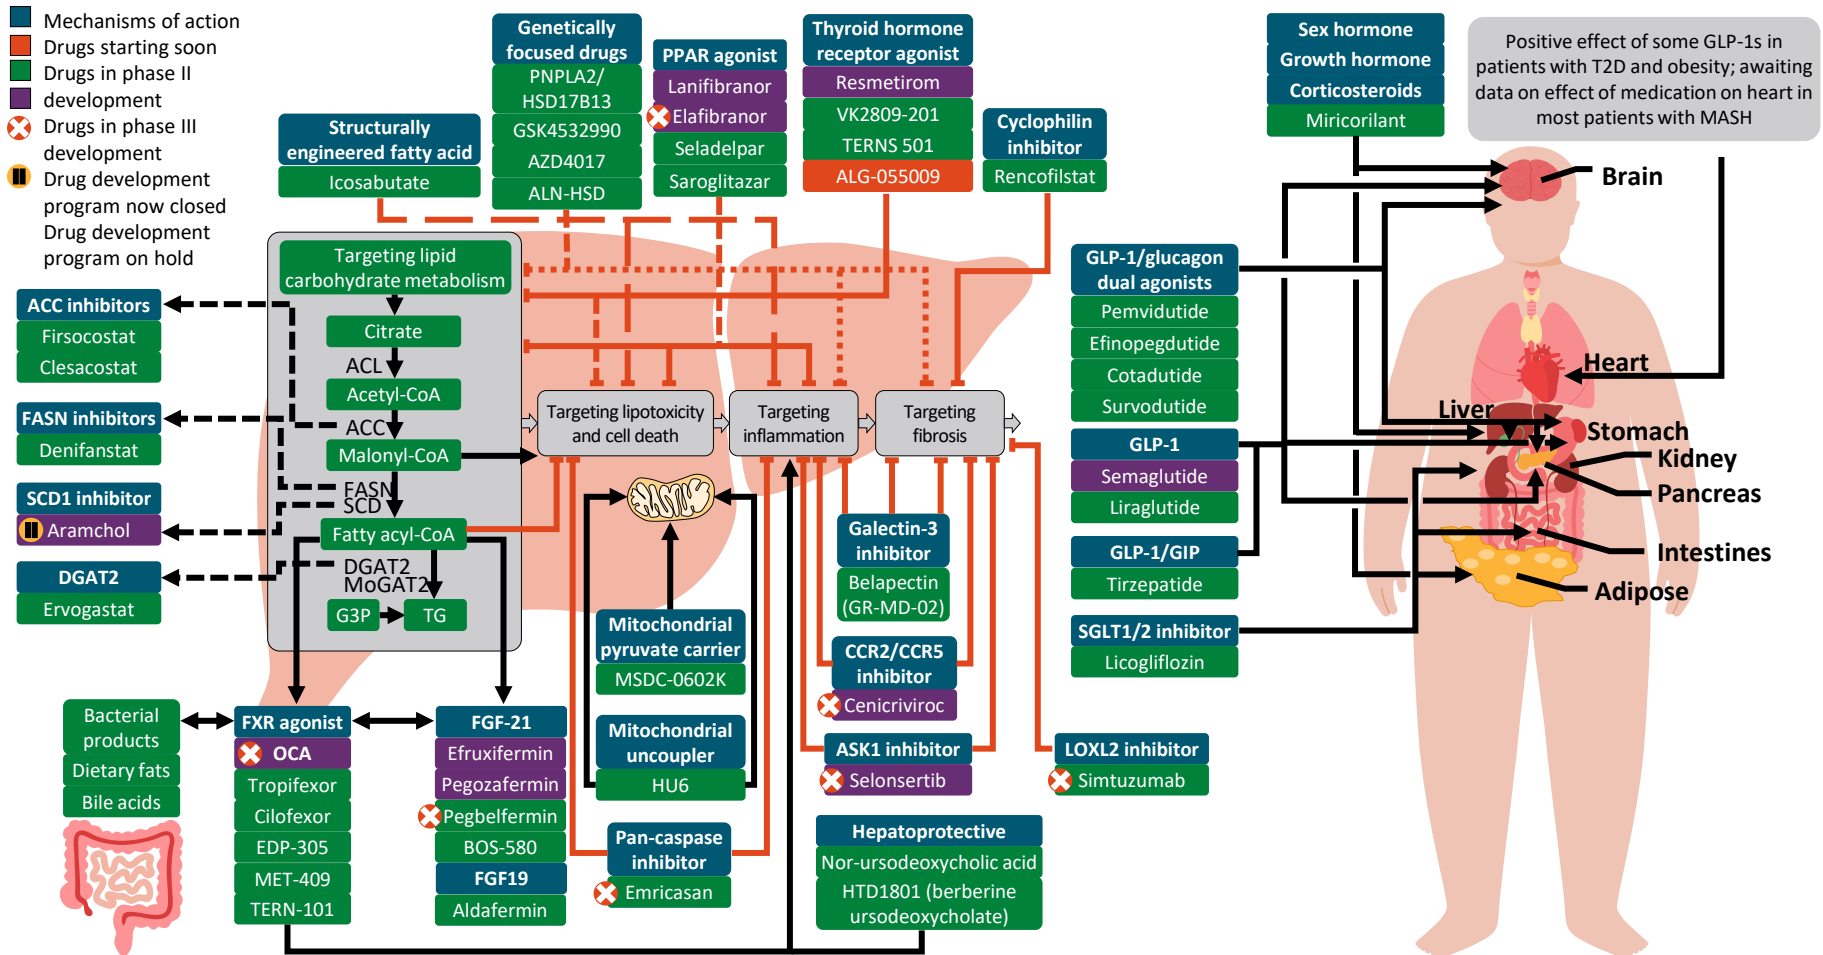 Mechanisms of action
Drugs starting soon
Drugs in phase II
development
Drugs in phase III
development
Drug development
program now closed
Drug development
program on hold
Structurally
engineered fatty acid
Icosabutate
Genetically
focused drugs
PNPLA2/
HSD17B13
GSK4532990
AZD4017
ALN-HSD
PPAR agonist
Lanifibranor
Elafibranor
Seladelpar
Saroglitazar
Thyroid hormone
receptor agonist
Resmetirom
VK2809-201
TERNS 501
ALG-055009
Cyclophilin
inhibitor
Rencofilstat
Sex hormone
Growth hormone
Corticosteroids
Miricorilant
Positive effect of some GLP-1s in
patients with T2D and obesity; awaiting
data on effect of medication on heart in
most patients with MASH
ACC inhibitors
Firsocostat
Clesacostat
FASN inhibitors
Denifanstat
SCD1 inhibitor
Aramchol
DGAT2
Ervogastat
Targeting lipid
carbohydrate metabolism
Citrate
ACL
Acetyl-CoA
ACC
Malonyl-CoA
FASN
SCD
Fatty acyl-CoA
DGAT2
MoGAT2
G3P
TG
Targeting lipotoxicity
and cell death
Targeting
inflammation
Targeting
fibrosis
GLP-1/glucagon
dual agonists
Pemvidutide
Efinopegdutide
Cotadutide
Survodutide
GLP-1
Semaglutide
Liraglutide
GLP-1/GIP
Tirzepatide
SGLT1/2 inhibitor
Licogliflozin
Brain
Heart
Liver
Stomach
Kidney
Pancreas
Intestines
Adipose
Galectin-3
inhibitor
Belapectin
(GR-MD-02)
Mitochondrial
pyruvate carrier
MSDC-0602K
CCR2/CCR5
inhibitor
Cenicriviroc
Mitochondrial
uncoupler
HU6
ASK1 inhibitor
Selonsertib
LOXL2 inhibitor
Simtuzumab
Bacterial
products
Dietary fats
Bile acids
FXR agonist
OCA
Tropifexor
Cilofexor
EDP-305
MET-409
TERN-101
FGF-21
Efruxifermin
Pegozafermin
Pegbelfermin
BOS-580
FGF19
Aldafermin
Pan-caspase
inhibitor
Emricasan
Hepatoprotective
Nor-ursodeoxycholic acid
HTD1801 (berberine
ursodeoxycholate)